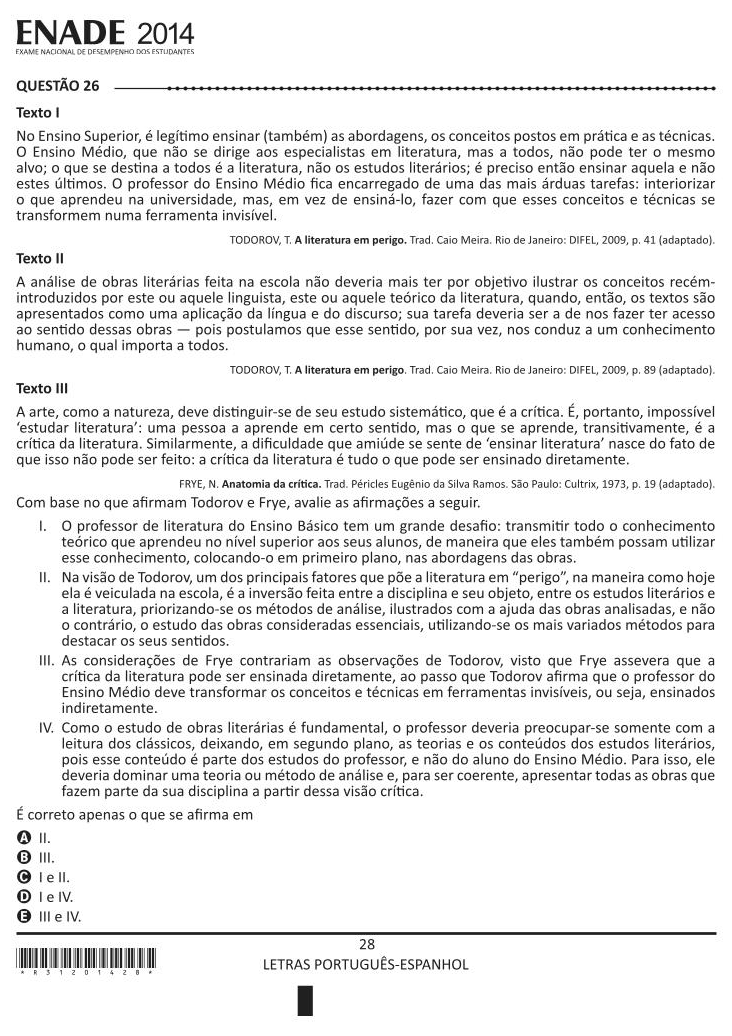 ENADE 2014
EXAME NACIONAL DE DESEMPENHO DOS ESTUDANTES
QUESTÃO 26
Texto I
No Ensino Superior, é legítimo ensinar (também) as abordagens, os conceitos postos em prática e as técnicas.
O Ensino Médio, que não se dirige aos especialistas em literatura, mas a todos, não pode ter o mesmo
alvo; o que se destina a todos é a literatura, não os estudos literários; é preciso então ensinar aquela e não
estes últimos. O professor do Ensino Médio fica encarregado de uma das mais árduas tarefas: interiorizar
o que aprendeu na universidade, mas, em vez de ensiná-lo, fazer com que esses conceitos e técnicas se
transformem numa ferramenta invisível.
TODOROV, T. A literatura em perigo. Trad. Caio Meira. Rio de Janeiro: DIFEL, 2009, p. 41 (adaptado).
Texto II
A análise de obras literárias feita na escola não deveria mais ter por objetivo ilustrar os conceitos recém-
introduzidos por este ou aquele linguista, este ou aquele teórico da literatura, quando, então, os textos são
apresentados como uma aplicação da língua e do discurso; sua tarefa deveria ser a de nos fazer ter acesso
ao sentido dessas obras — pois postulamos que esse sentido, por sua vez, nos conduz a um conhecimento
humano, o qual importa a todos.
TODOROV, T. A literatura em perigo. Trad. Caio Meira. Rio de Janeiro: DIFEL, 2009, p. 89 (adaptado).
Texto III
A arte, como a natureza, deve distinguir-se de seu estudo sistemático, que é a crítica. É, portanto, impossível
‘estudar literatura’: uma pessoa a aprende em certo sentido, mas o que se aprende, transitivamente, é a
crítica da literatura. Similarmente, a dificuldade que amiúde se sente de ‘ensinar literatura’ nasce do fato de
que isso não pode ser feito: a crítica da literatura é tudo o que pode ser ensinado diretamente.
FRYE, N. Anatomia da crítica. Trad. Péricles Eugênio da Silva Ramos. São Paulo: Cultrix, 1973, p. 19 (adaptado).
Com base no que afirmam Todorov e Frye, avalie as afirmações a seguir.
I. O professor de literatura do Ensino Básico tem um grande desafio: transmitir todo o conhecimento
teórico que aprendeu no nível superior aos seus alunos, de maneira que eles também possam utilizar
esse conhecimento, colocando-o em primeiro plano, nas abordagens das obras.
II. Na visão de Todorov, um dos principais fatores que põe a literatura em “perigo”, na maneira como hoje
ela é veiculada na escola, é a inversão feita entre a disciplina e seu objeto, entre os estudos literários e
a literatura, priorizando-se os métodos de análise, ilustrados com a ajuda das obras analisadas, e não
o contrário, o estudo das obras consideradas essenciais, utilizando-se os mais variados métodos para
destacar os seus sentidos.
III. As considerações de Frye contrariam as observações de Todorov, visto que Frye assevera que a
crítica da literatura pode ser ensinada diretamente, ao passo que Todorov afirma que o professor do
Ensino Médio deve transformar os conceitos e técnicas em ferramentas invisíveis, ou seja, ensinados
indiretamente.
IV. Como o estudo de obras literárias é fundamental, o professor deveria preocupar-se somente com a
leitura dos clássicos, deixando, em segundo plano, as teorias e os conteúdos dos estudos literários,
pois esse conteúdo é parte dos estudos do professor, e não do aluno do Ensino Médio. Para isso, ele
deveria dominar uma teoria ou método de análise e, para ser coerente, apresentar todas as obras que
fazem parte da sua disciplina a partir dessa visão crítica.
É correto apenas o que se afirma em
A II.
B III.
C I e II.
D I e IV.
E III e IV.
28
LETRAS PORTUGUÊS-ESPANHOL
*R31201428*